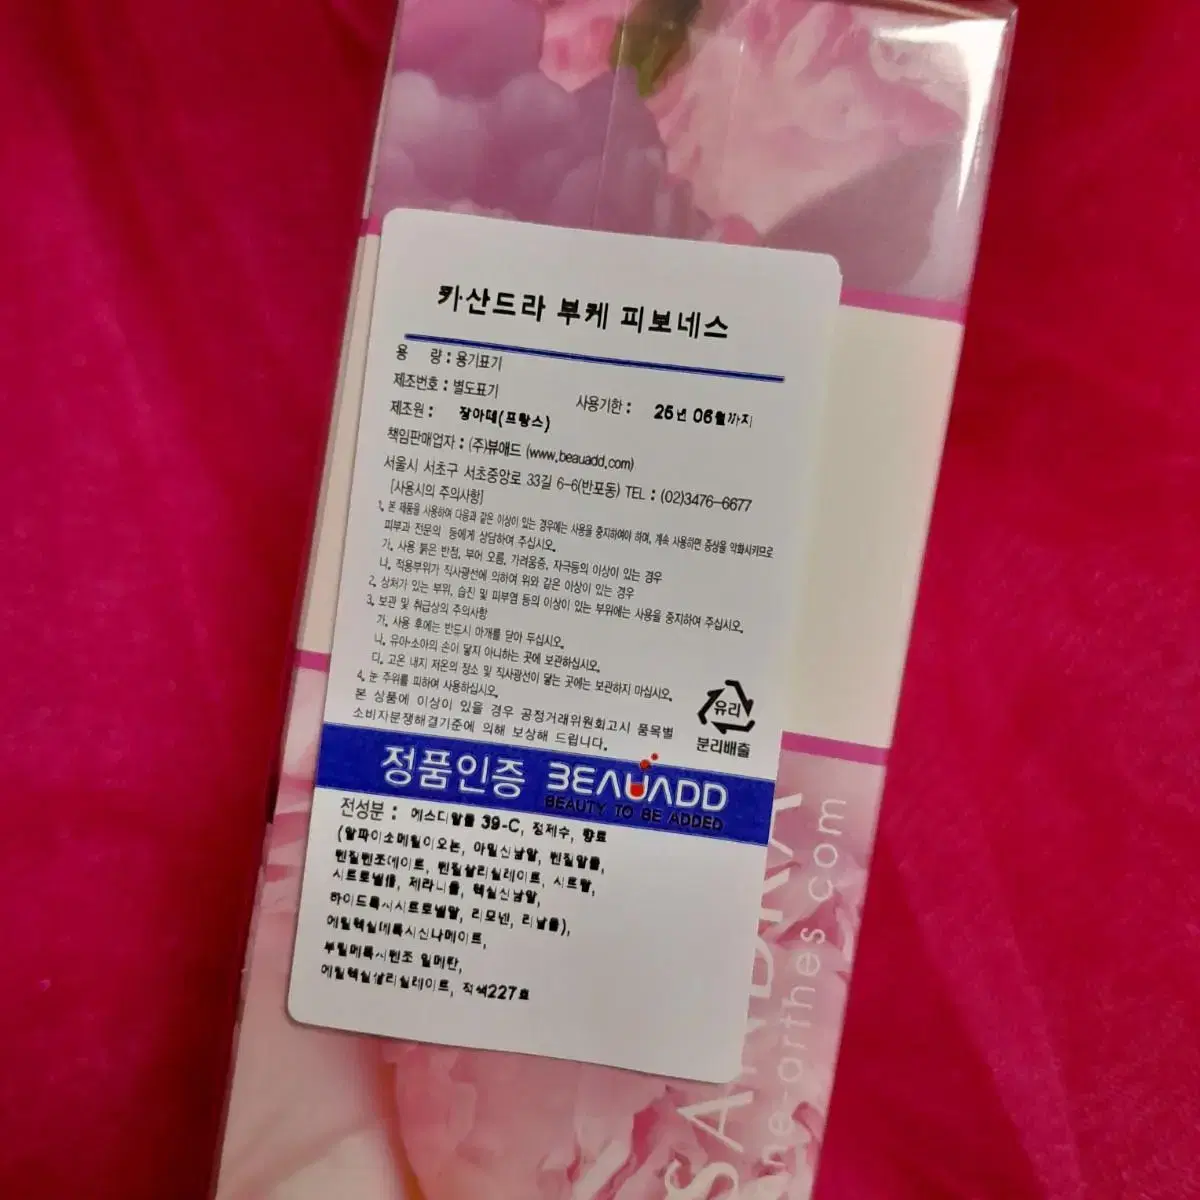 카산드라 부케 피보네스
용 량 : 용기표기
제조번호 : 별도표기
사용기한 : 25년 06월까지
제조원 : 장아떼(프랑스)
책임판매업자 : (주)뷰애드 (www.beauadd.com)
서울시 서초구 서초중앙로 33길 6-6(반포동) TEL : (02)3476-6677
[사용시의 주의사항]
1. 본 제품을 사용하여 다음과 같은 이상이 있는 경우에는 사용을 중지하여야 하며, 계속 사용하면 증상을 악화시키므로
피부과 전문의 등에게 상담하여 주십시오.
가. 사용 붉은 반점, 부어 오름, 가려움증, 자극등의 이상이 있는 경우
나. 적용부위가 직사광선에 의하여 위와 같은 이상이 있는 경우
2. 상처가 있는 부위, 습진 및 피부염 등의 이상이 있는 부위에는 사용을 중지하여 주십시오.
3. 보관 및 취급상의 주의사항
가. 사용 후에는 반드시 마개를 닫아 두십시오.
나. 유아·소아의 손이 닿지 아니하는 곳에 보관하십시오.
다. 고온 내지 저온의 장소 및 직사광선이 닿는 곳에는 보관하지 마십시오.
4. 눈 주위를 피하여 사용하십시오.
본 상품에 이상이 있을 경우 공정거래위원회고시 품목별
소비자분쟁해결기준에 의해 보상해 드립니다.
유리
분리배출
정품인증 BEAUADD
BEAUTY TO BE ADDED
전성분 : 에스디알콜 39-C, 정제수, 향료
(알파이소메틸이오논, 아밀신남알, 벤질알콜,
벤질벤조에이트, 벤질살리실레이트, 시트랄,
시트로넬올, 제라니올, 헥실신남알,
하이드록시시트로넬알, 리모넨, 리날룰),
에틸헥실메톡시신나메이트,
부틸메톡시벤조 일메탄,
에틸헥실살리실레이트, 적색227호
SANDRA
ne-arthes.com